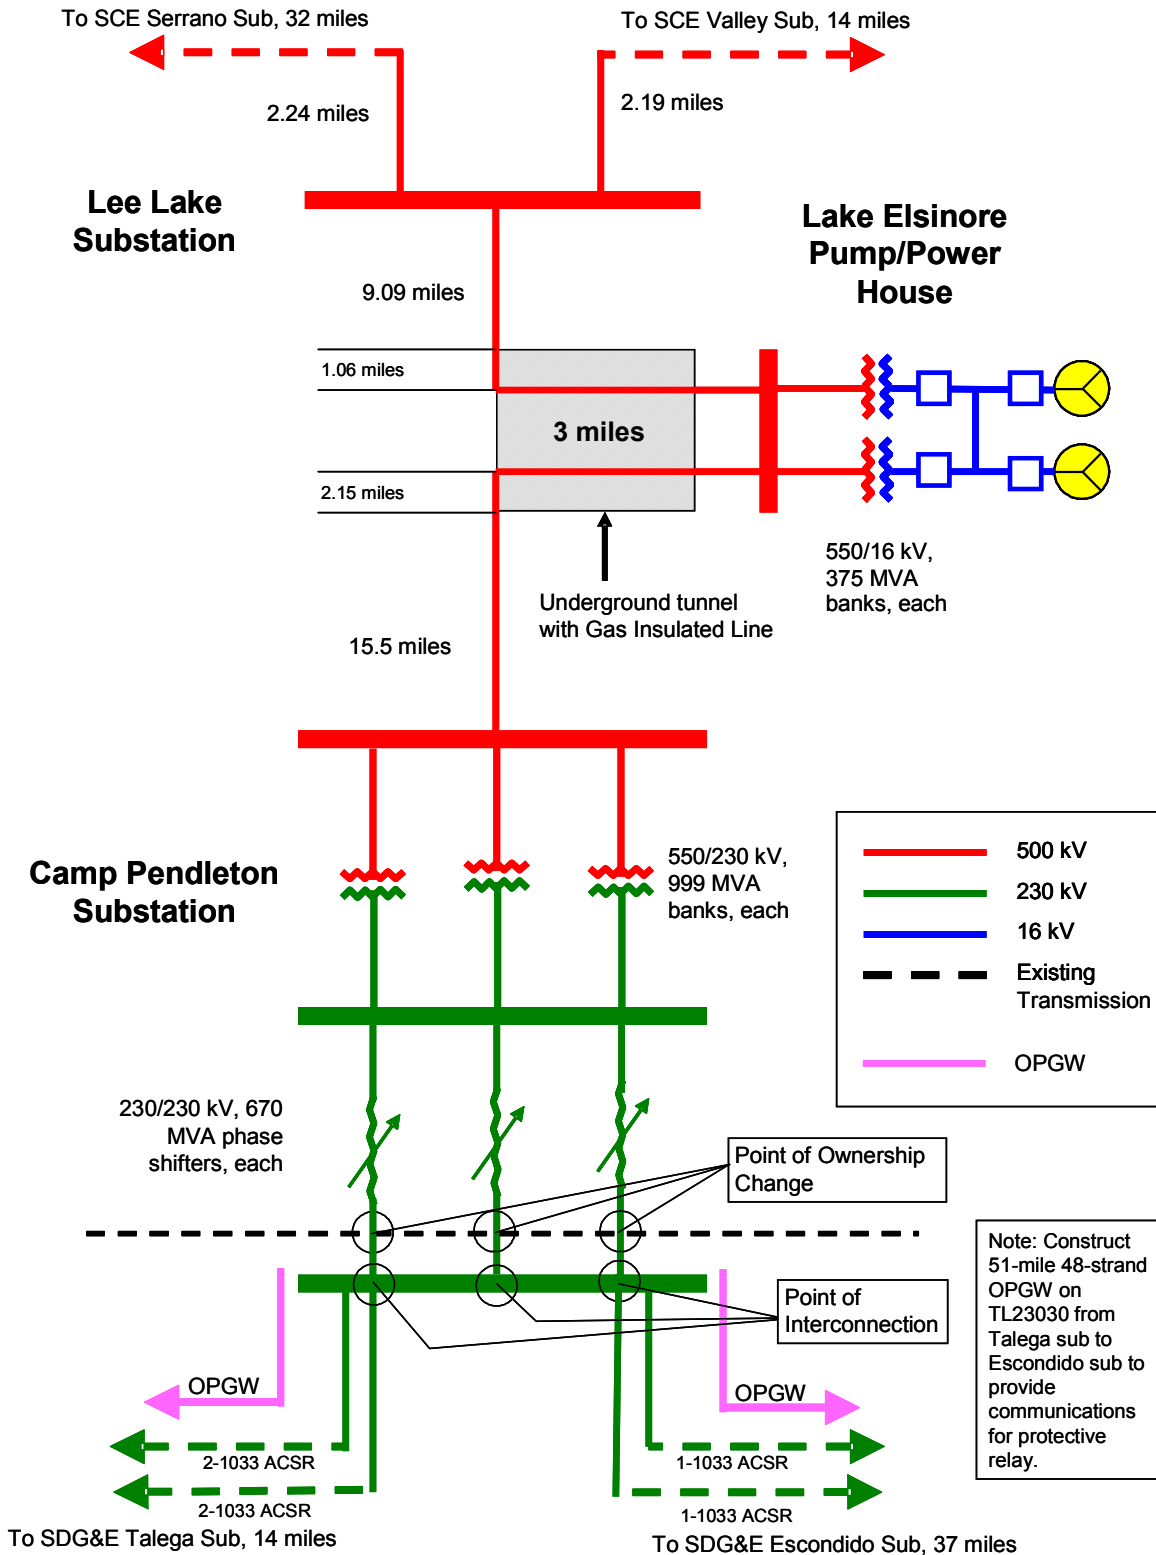 To SCE Serrano Sub, 32 miles
To SCE Valley Sub, 14 miles
2.24 miles
2.19 miles
Lee Lake
Substation
Lake Elsinore
Pump/Power
House
9.09 miles
1.06 miles
3 miles
2.15 miles
550/16 kV,
375 MVA
banks, each
Underground tunnel
with Gas Insulated Line
15.5 miles
Camp Pendleton
Substation
550/230 kV,
999 MVA
banks, each
500 kV
230 kV
16 kV
Existing
Transmission
OPGW
230/230 kV, 670
MVA phase
shifters, each
Point of Ownership
Change
Point of
Interconnection
Note: Construct
51-mile 48-strand
OPGW on
TL23030 from
Talega sub to
Escondido sub to
provide
communications
for protective
relay.
OPGW
OPGW
2-1033 ACSR
1-1033 ACSR
2-1033 ACSR
1-1033 ACSR
To SDG&E Talega Sub, 14 miles
To SDG&E Escondido Sub, 37 miles